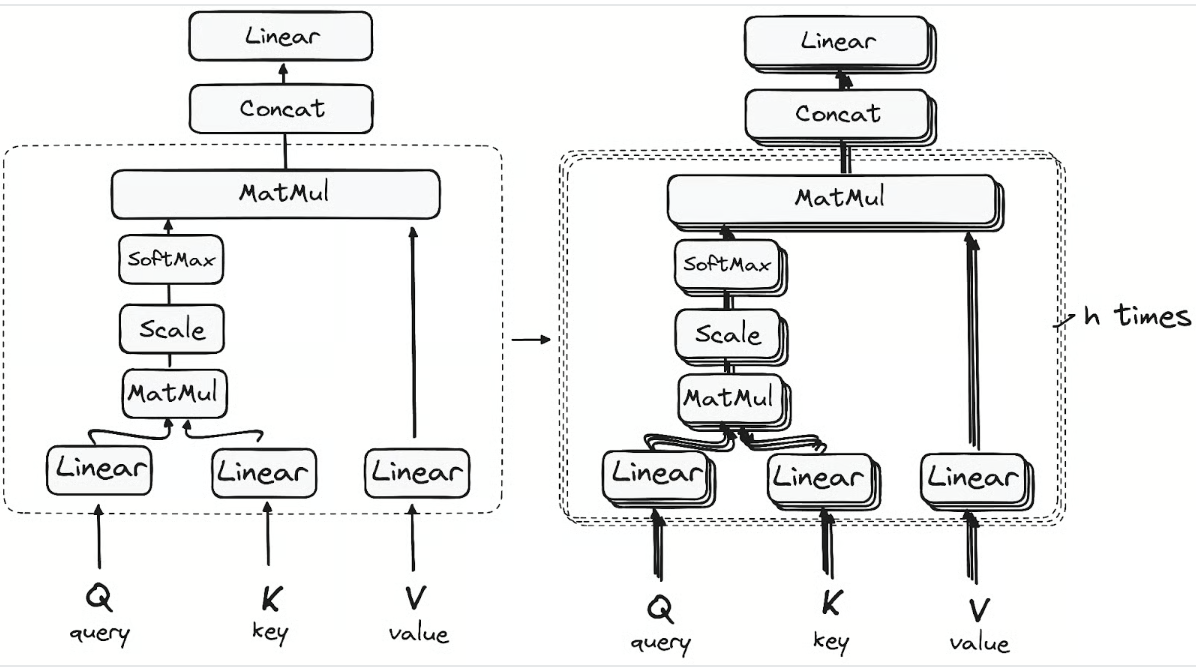 Linear
Concat
MatMul
SoftMax
Scale
MatMul
Linear Linear Linear
Q K V
query key value
Linear
Concat
MatMul
SoftMax
Scale
MatMul
Linear Linear Linear
h times
Q K V
query key value